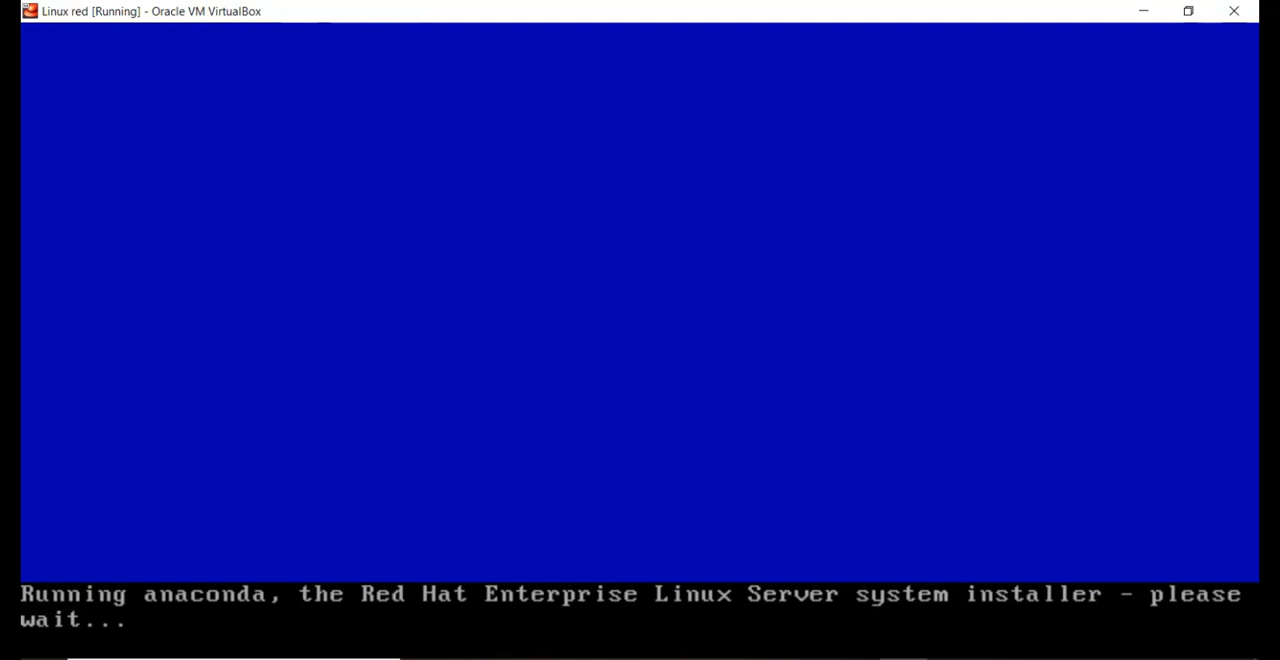 Linux red [Running] - Oracle VM VirtualBox
Running anaconda, the Red Hat Enterprise Linux Server system installer - please
wait...